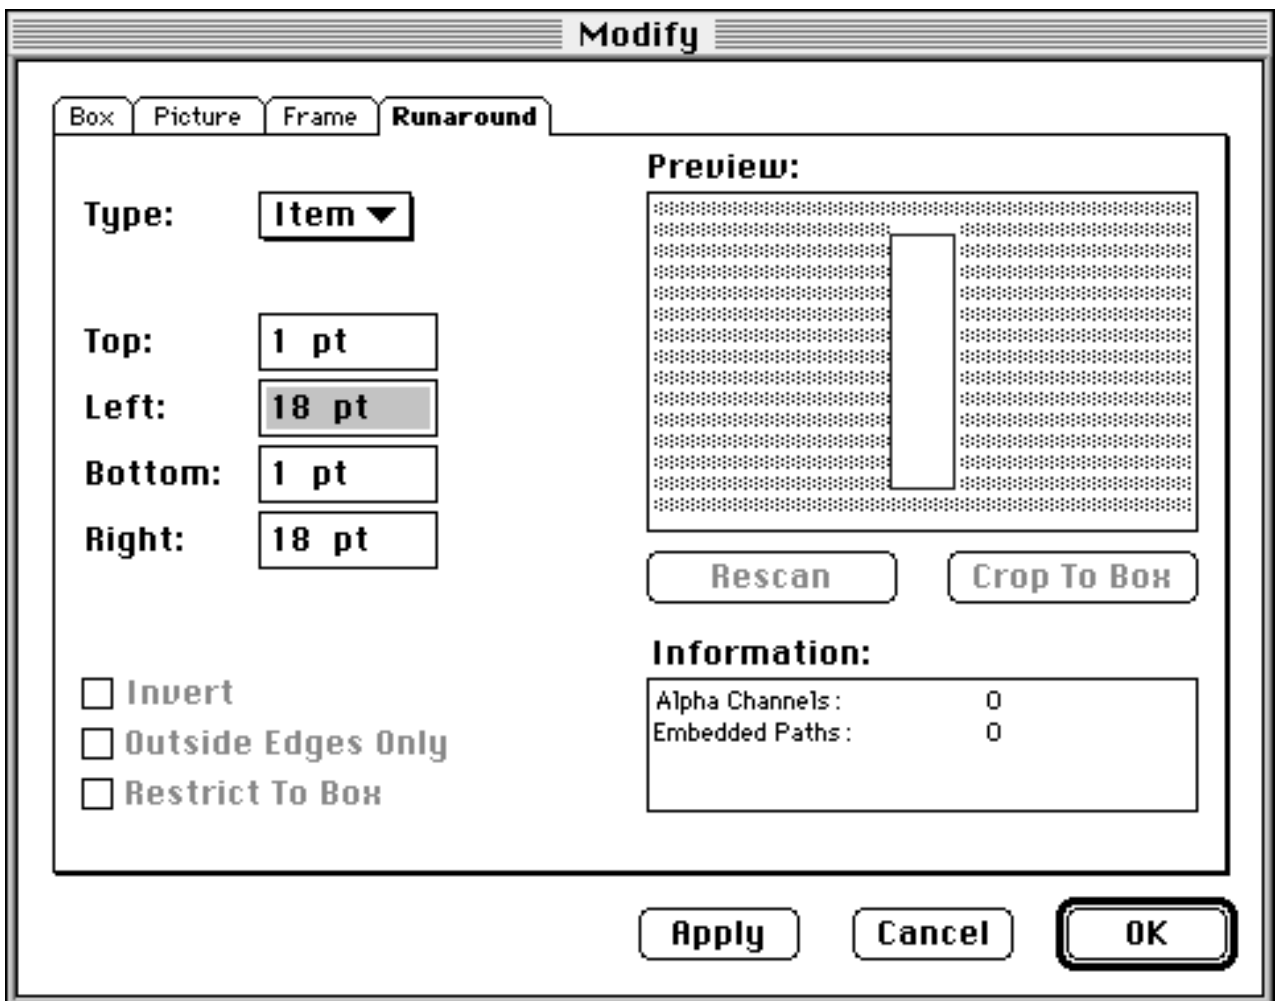 Modify
Box Picture Frame Runaround
Type: Item
Top: 1 pt
Left: 18 pt
Bottom: 1 pt
Right: 18 pt
Invert
Outside Edges Only
Restrict To Box
Preview:
Rescan Crop To Box
Information:
Alpha Channels: 0
Embedded Paths: 0
Apply Cancel OK